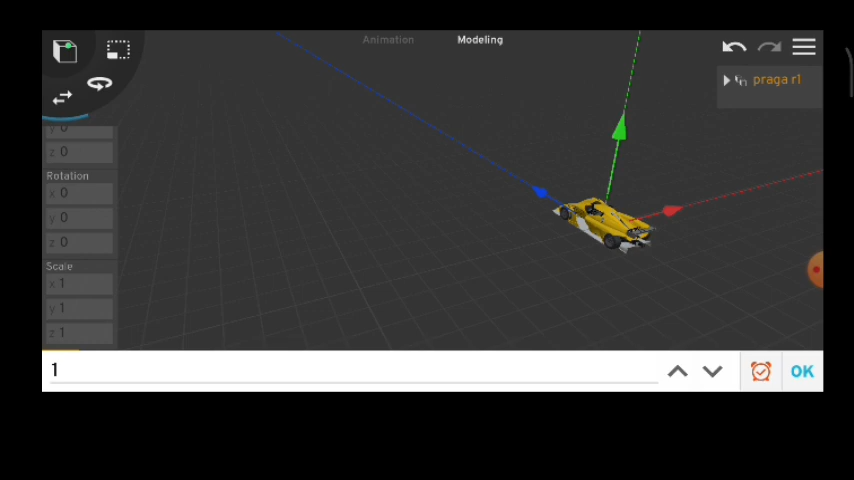 Animation
Modeling
praga r1
y 0
z 0
Rotation
x 0
y 0
z 0
Scale
x 1
y 1
z 1
1
OK